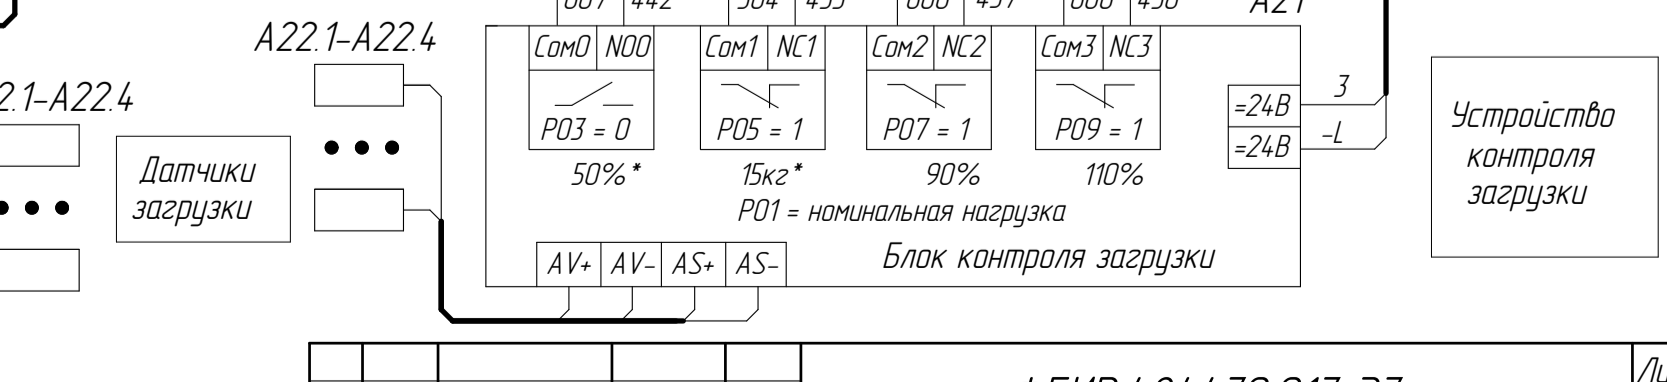 A21
A22.1-A22.4
Com0 NO0 Com1 NC1 Com2 NC2 Com3 NC3
P03 = 0 P05 = 1 P07 = 1 P09 = 1
50%* 15кг* 90% 110%
P01 = номинальная нагрузка
AV+ AV- AS+ AS-
Блок контроля загрузки
=24В 3
=24В -L
2.1-A22.4
Датчики
загрузки
Устройство
контроля
загрузки